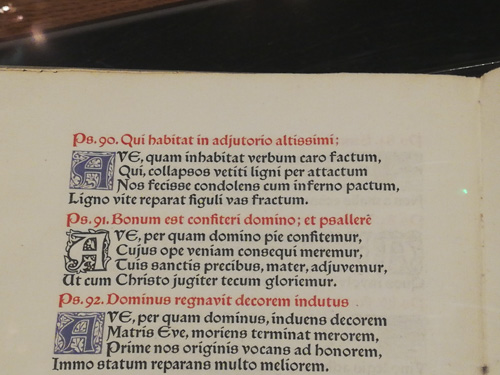 Ps. 90. Qui habitat in adjutorio altissimi;
AVE, quam inhabitat verbum caro factum,
Qui, collapsos vetiti ligni per attactum
Nos fecisse condolens cum inferno pactum,
Ligno vite reparat figuli vas fractum.
Ps. 91. Bonum est confiteri domino; et psallerē
AVE, per quam domino pie confitemur,
Cujus ope veniam consequi meremur,
Tuis sanctis precibus, mater, adjuvemur,
Ut cum Christo jugiter tecum gloriemur.
Ps. 92. Dominus regnavit decorem indutus
AVE, per quam dominus, induens decorem
Matris Eve, moriens terminat merorem,
Prime nos originis vocans ad honorem,
Immo statum reparans multo meliorem.